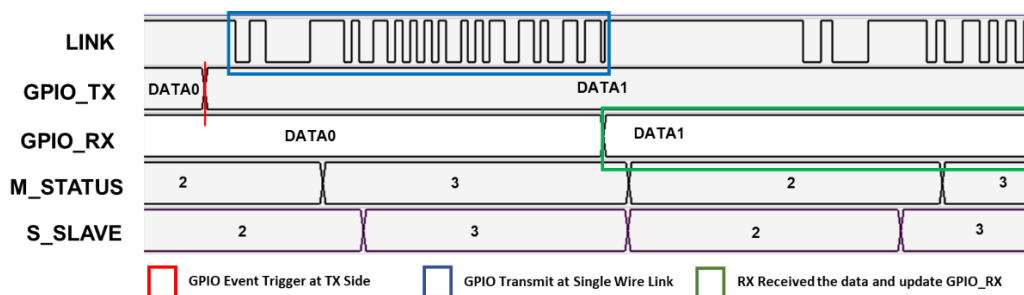 LINK
GPIO_TX DATA0 DATA1
GPIO_RX DATA0 DATA1
M_STATUS 2 3 2 3
S_SLAVE 2 3 2 3
GPIO Event Trigger at TX Side GPIO Transmit at Single Wire Link RX Received the data and update GPIO_RX